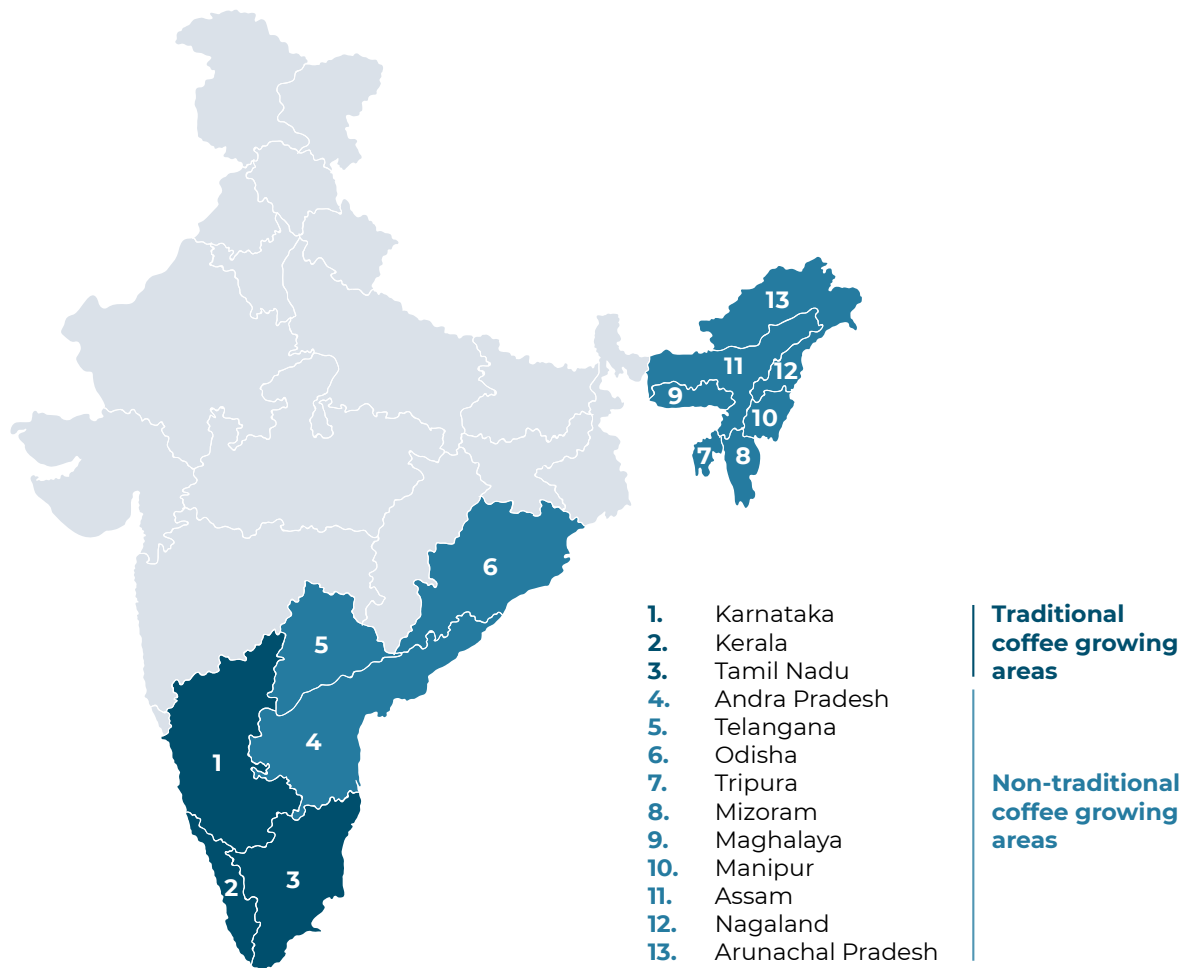 13
11
12
9
10
7
8
6
5
4
1
2
3
1. Karnataka
2. Kerala
3. Tamil Nadu
4. Andra Pradesh
5. Telangana
6. Odisha
7. Tripura
8. Mizoram
9. Maghalaya
10. Manipur
11. Assam
12. Nagaland
13. Arunachal Pradesh
Traditional
coffee growing
areas
Non-traditional
coffee growing
areas